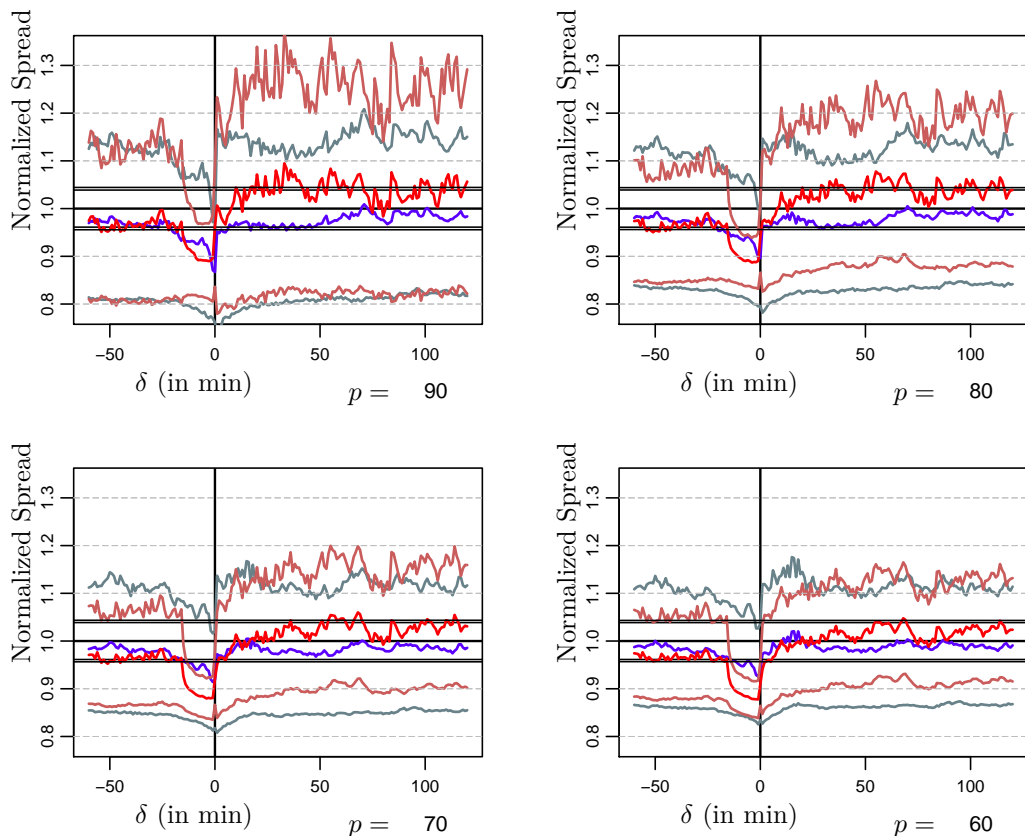 Normalized Spread
0.8 0.9 1.0 1.1 1.2 1.3
−50 0 50 100
δ (in min)
p = 90
Normalized Spread
0.8 0.9 1.0 1.1 1.2 1.3
−50 0 50 100
δ (in min)
p = 80
Normalized Spread
0.8 0.9 1.0 1.1 1.2 1.3
−50 0 50 100
δ (in min)
p = 70
Normalized Spread
0.8 0.9 1.0 1.1 1.2 1.3
−50 0 50 100
δ (in min)
p = 60